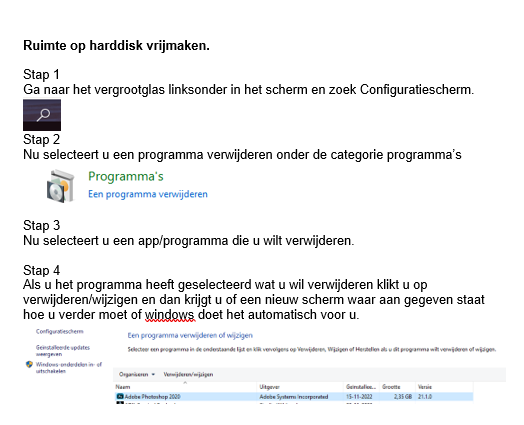 Ruimte op harddisk vrijmaken.
Stap 1
Ga naar het vergrootglas linksonder in het scherm en zoek Configuratiescherm.
Stap 2
Nu selecteert u een programma verwijderen onder de categorie programma's
Programma's
Een programma verwijderen
Stap 3
Nu selecteert u een app/programma die u wilt verwijderen.
Stap 4
Als u het programma heeft geselecteerd wat u wil verwijderen klikt u op
verwijderen/wijzigen en dan krijgt u of een nieuw scherm waar aan gegeven staat
hoe u verder moet of windows doet het automatisch voor u.
Configuratiescherm
Geïnstalleerde updates
weergeven
Windows-onderdelen in- of
uitschakelen
Een programma verwijderen of wijzigen
Selecteer een programma in de onderstaande lijst en klik vervolgens op Verwijderen, Wijzigen of Herstellen als u dit programma wilt verwijderen of wijzigen.
Organiseren Verwijderen/wijzigen
Naam Uitgever Geïnstallee... Grootte Versie
Adobe Photoshop 2020 Adobe Systems Incorporated 15-11-2022 2,35 GB 21.1.0